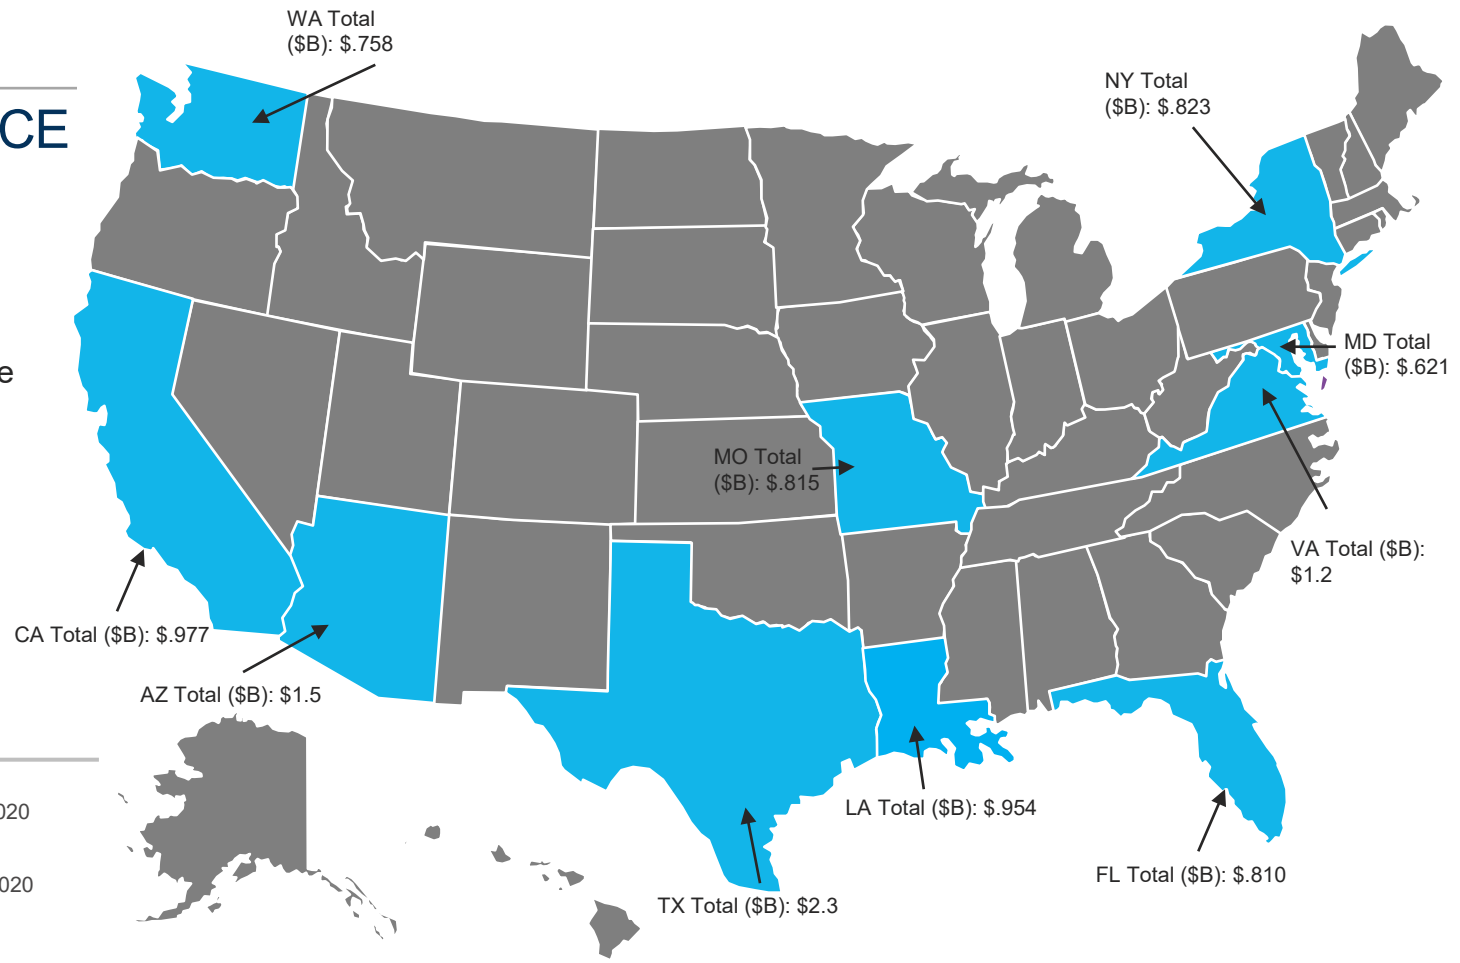 WA Total
($B): $.758
NY Total
($B): $.823
CE
MD Total
($B): $.621
e
MO Total
($B): $.815
VA Total ($B):
$1.2
CA Total ($B): $.977
AZ Total ($B): $1.5
LA Total ($B): $.954
020
FL Total ($B): $.810
020
TX Total ($B): $2.3